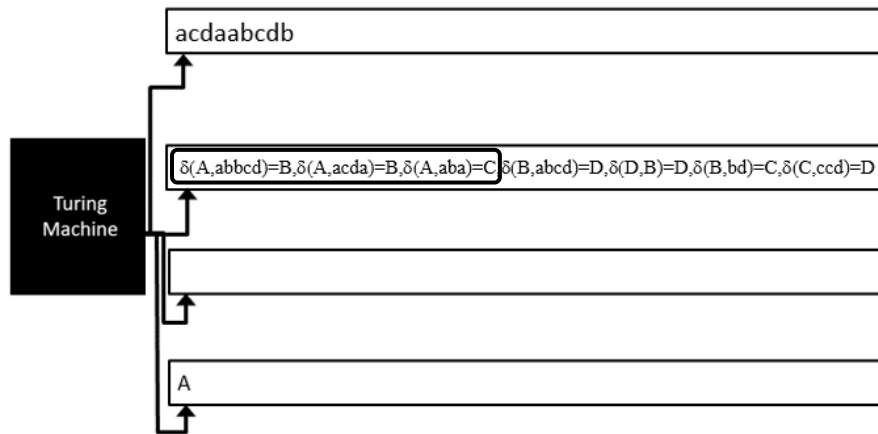 acdaabcdb
δ(A,abbcd)=B,δ(A,acda)=B,δ(A,aba)=C,δ(B,abcd)=D,δ(D,B)=D,δ(B,bd)=C,δ(C,ccd)=D
Turing
Machine
A